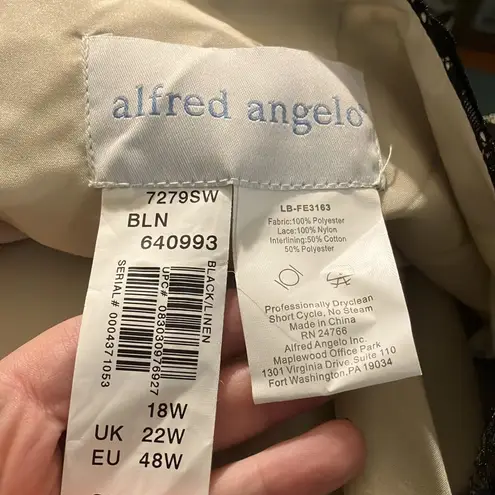 alfred angelo
7279SW
BLN
640993
BLACK/LINEN
UPC# 083030976927
SERIAL# 0004371053
18W
UK 22W
EU 48W
LB-FE3163
Fabric:100% Polyester
Lace:100% Nylon
Interlining:50% Cotton
50% Polyester
Professionally Dryclean
Short Cycle, No Steam
Made in China
RN 24766
Alfred Angelo Inc.
Maplewood Office Park
1301 Virginia Drive, Suite 110
Fort Washington,PA 19034